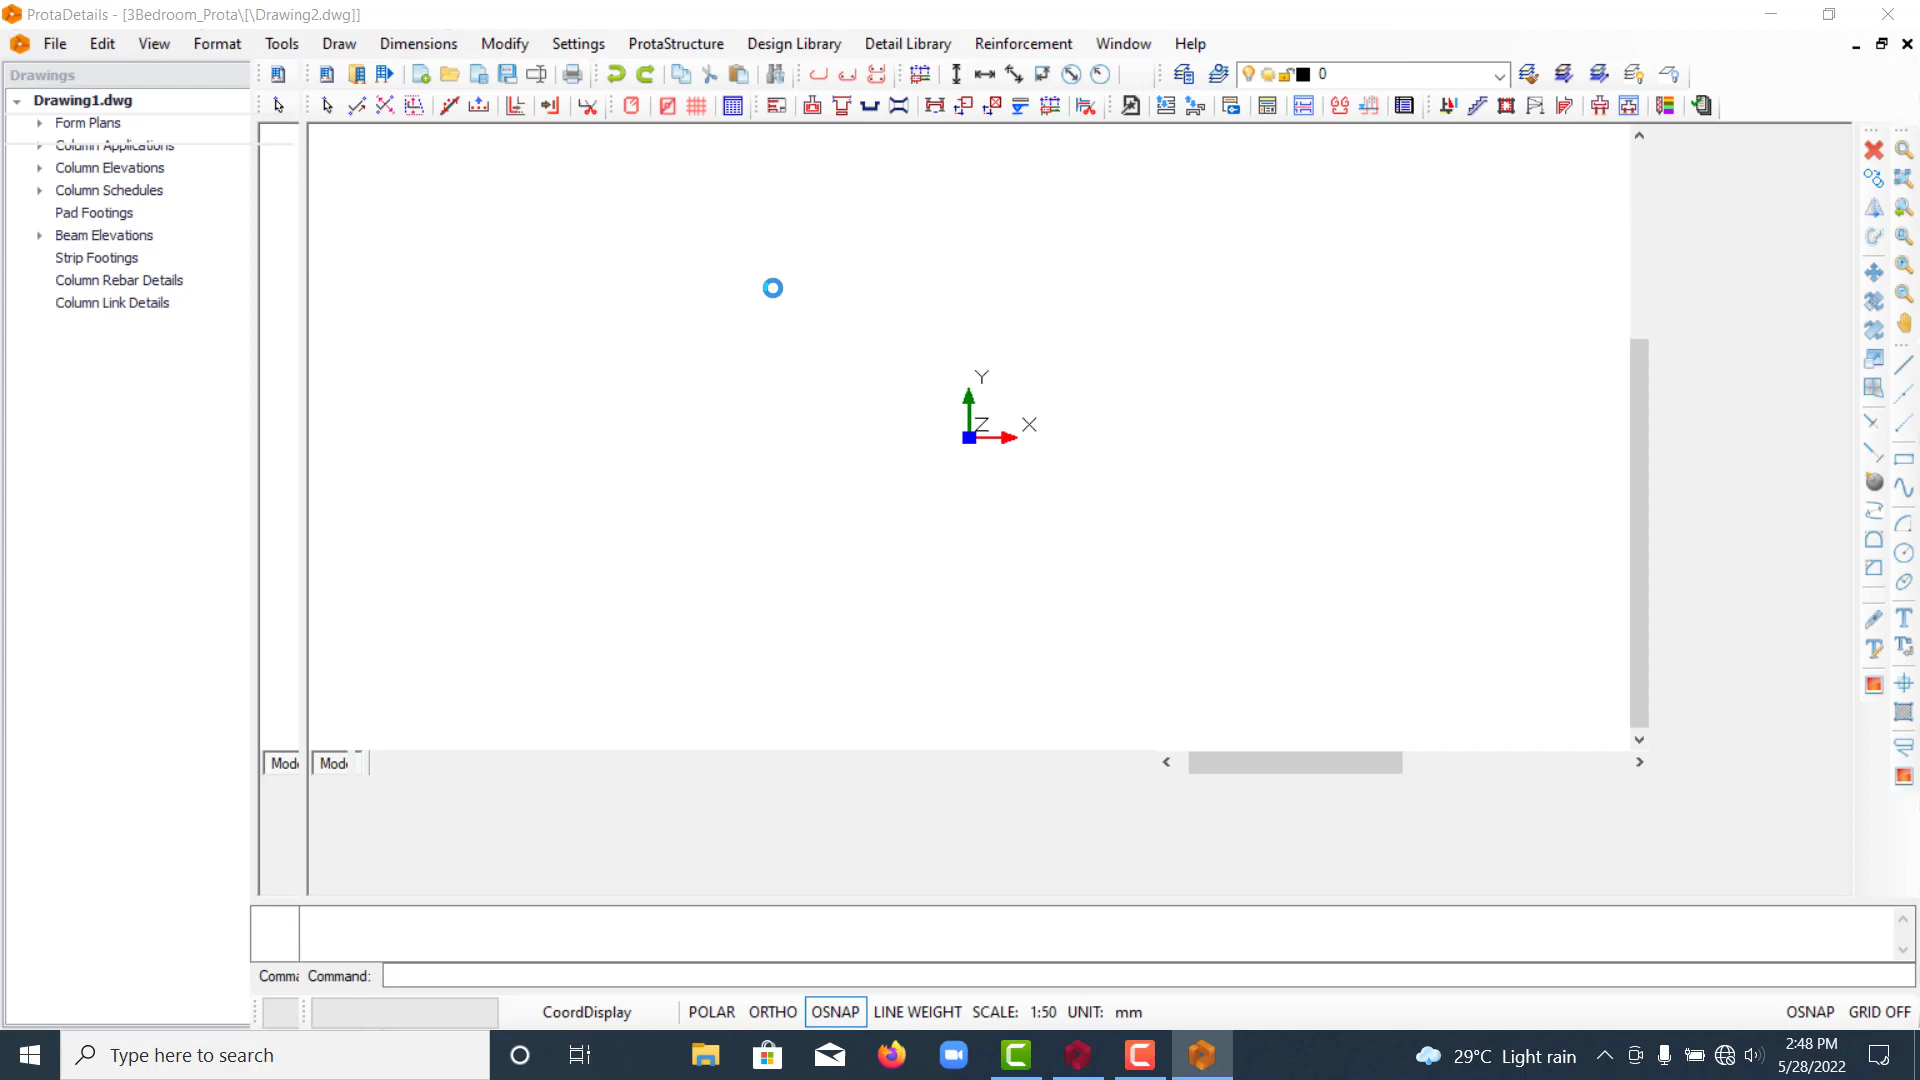 ProtaDetails - [3Bedroom_Prota\[\Drawing2.dwg]]
File Edit View Format Tools Draw Dimensions Modify Settings ProtaStructure Design Library Detail Library Reinforcement Window Help
Drawings
0
Drawing1.dwg
Form Plans
Column Applications
Column Elevations
Column Schedules
Pad Footings
Beam Elevations
Strip Footings
Column Rebar Details
Column Link Details
Y
Z X
Mode Mode
Comma Command:
CoordDisplay POLAR ORTHO OSNAP LINE WEIGHT SCALE: 1:50 UNIT: mm OSNAP GRID OFF
Type here to search
29°C Light rain
2:48 PM
5/28/2022